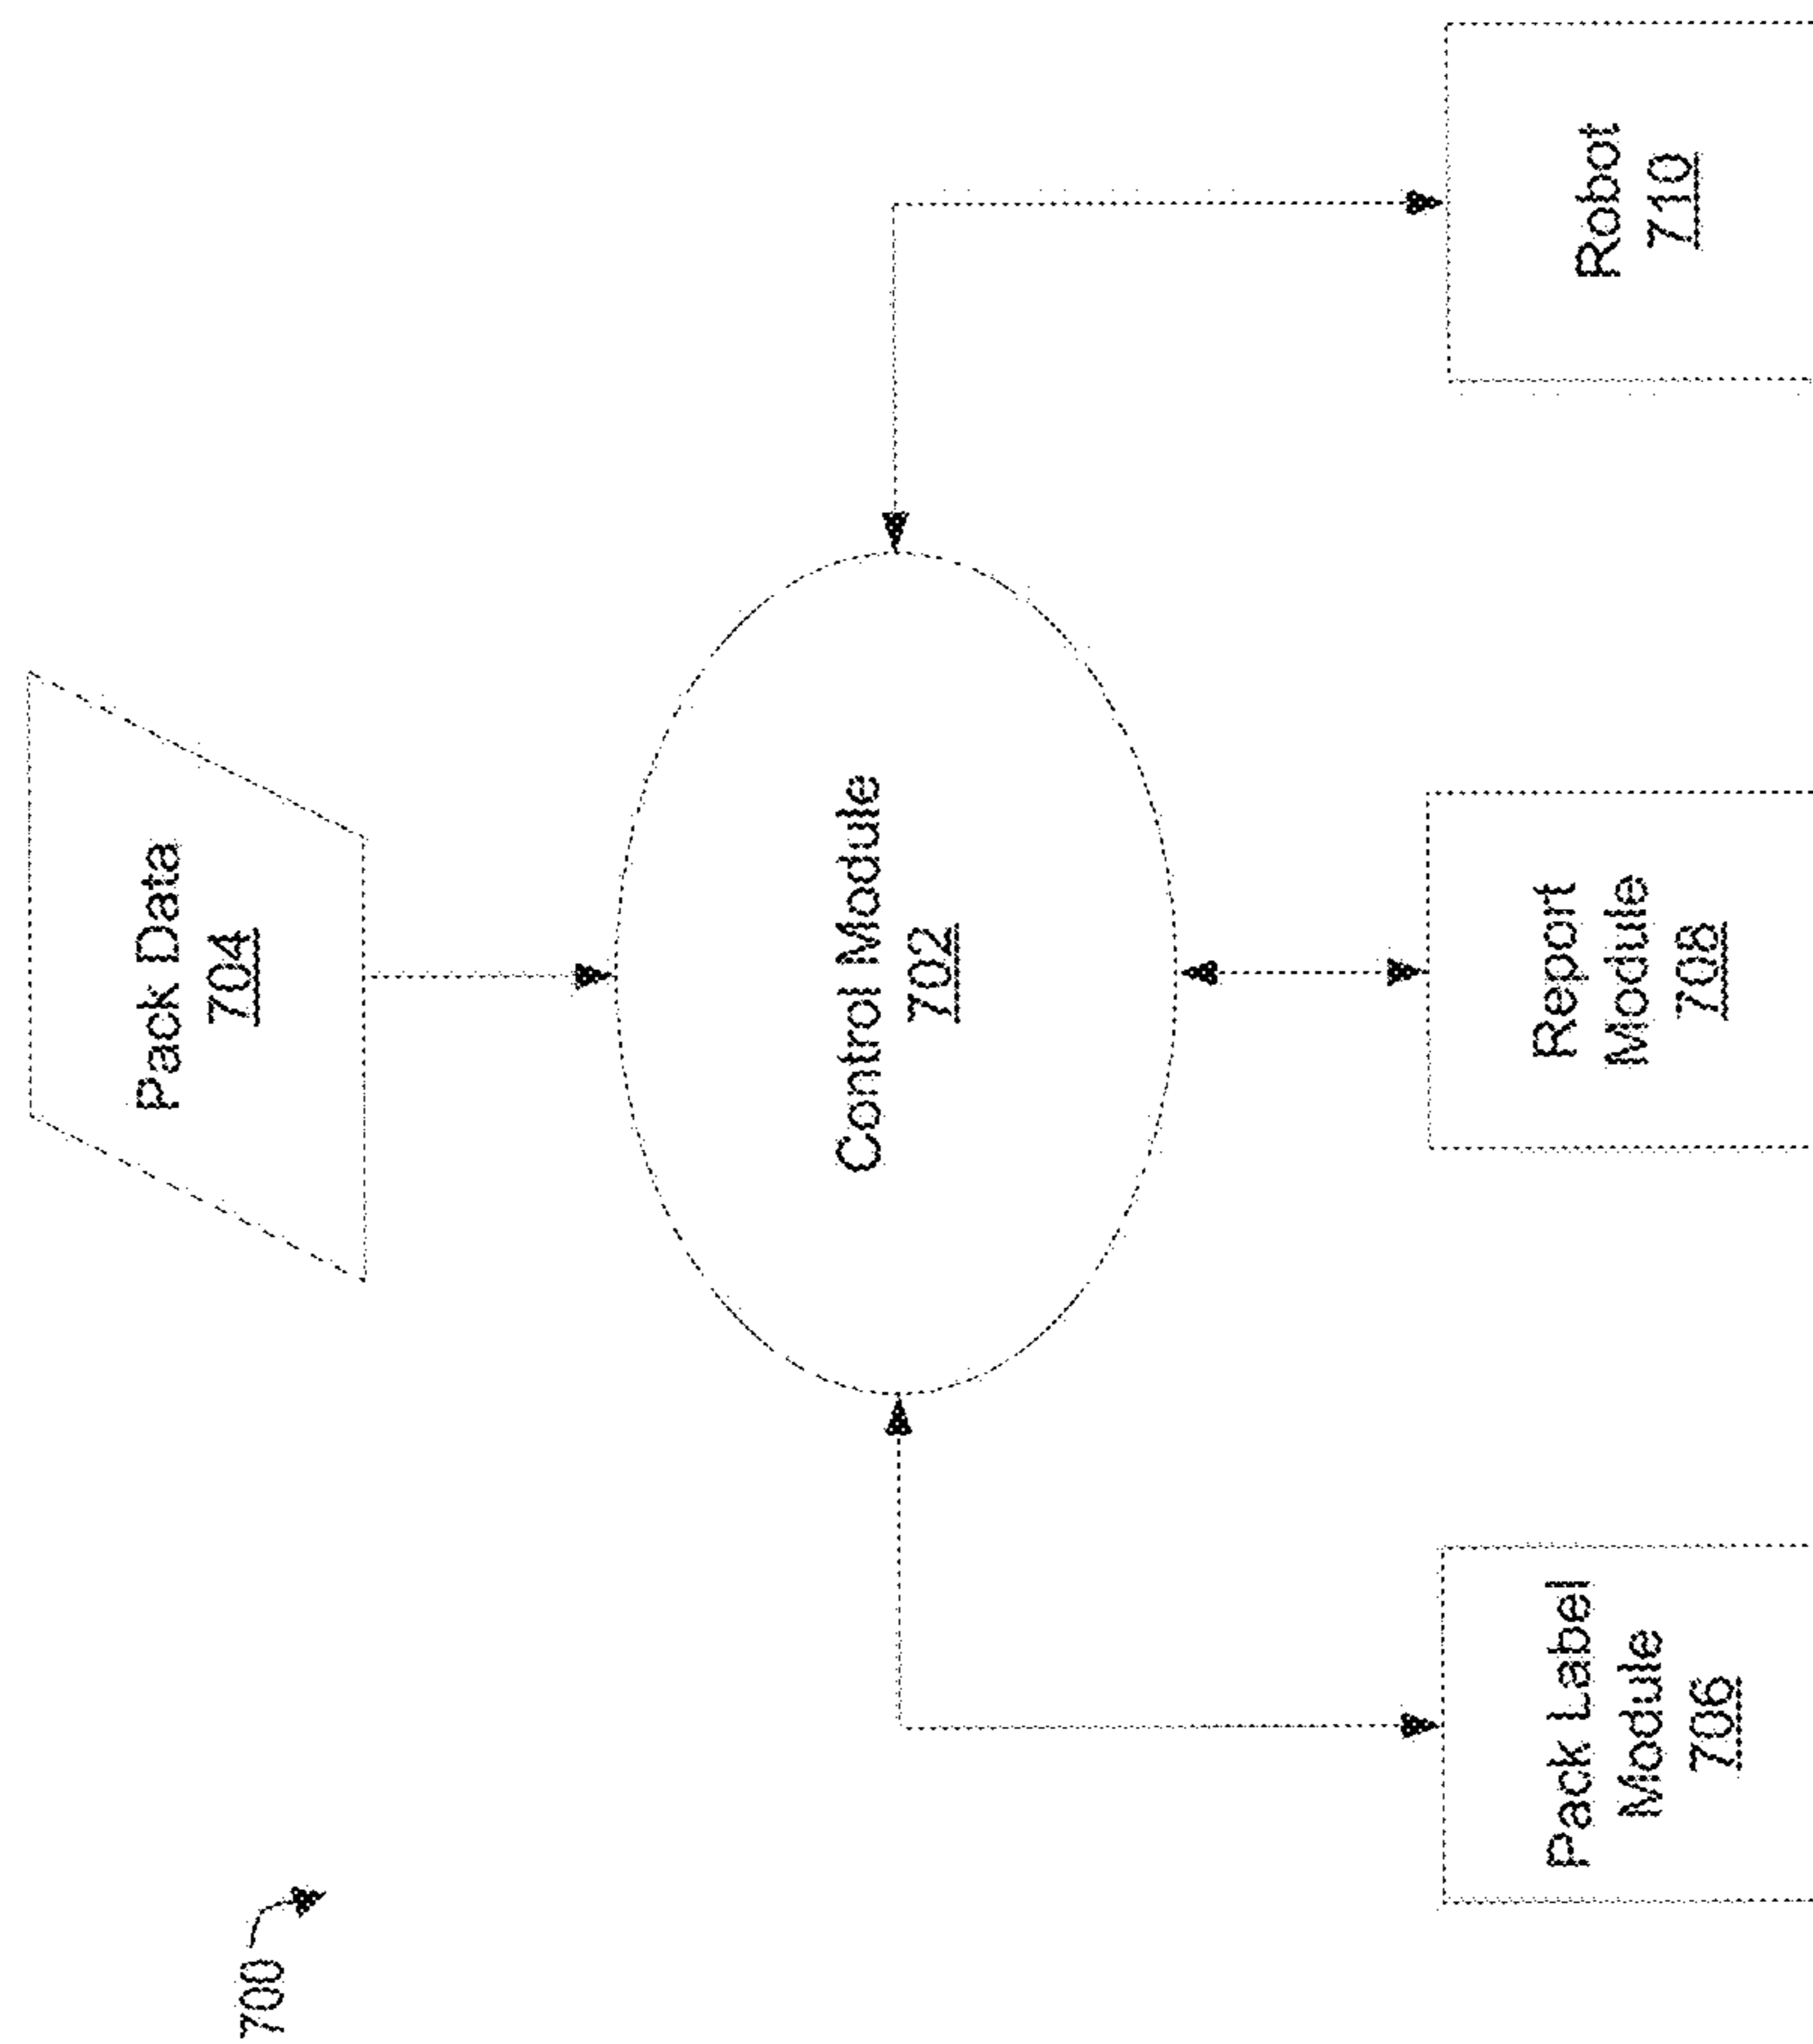 700
Pack Data
704
Control Module
702
Pack Label
Module
706
Report
Module
708
Robot
710